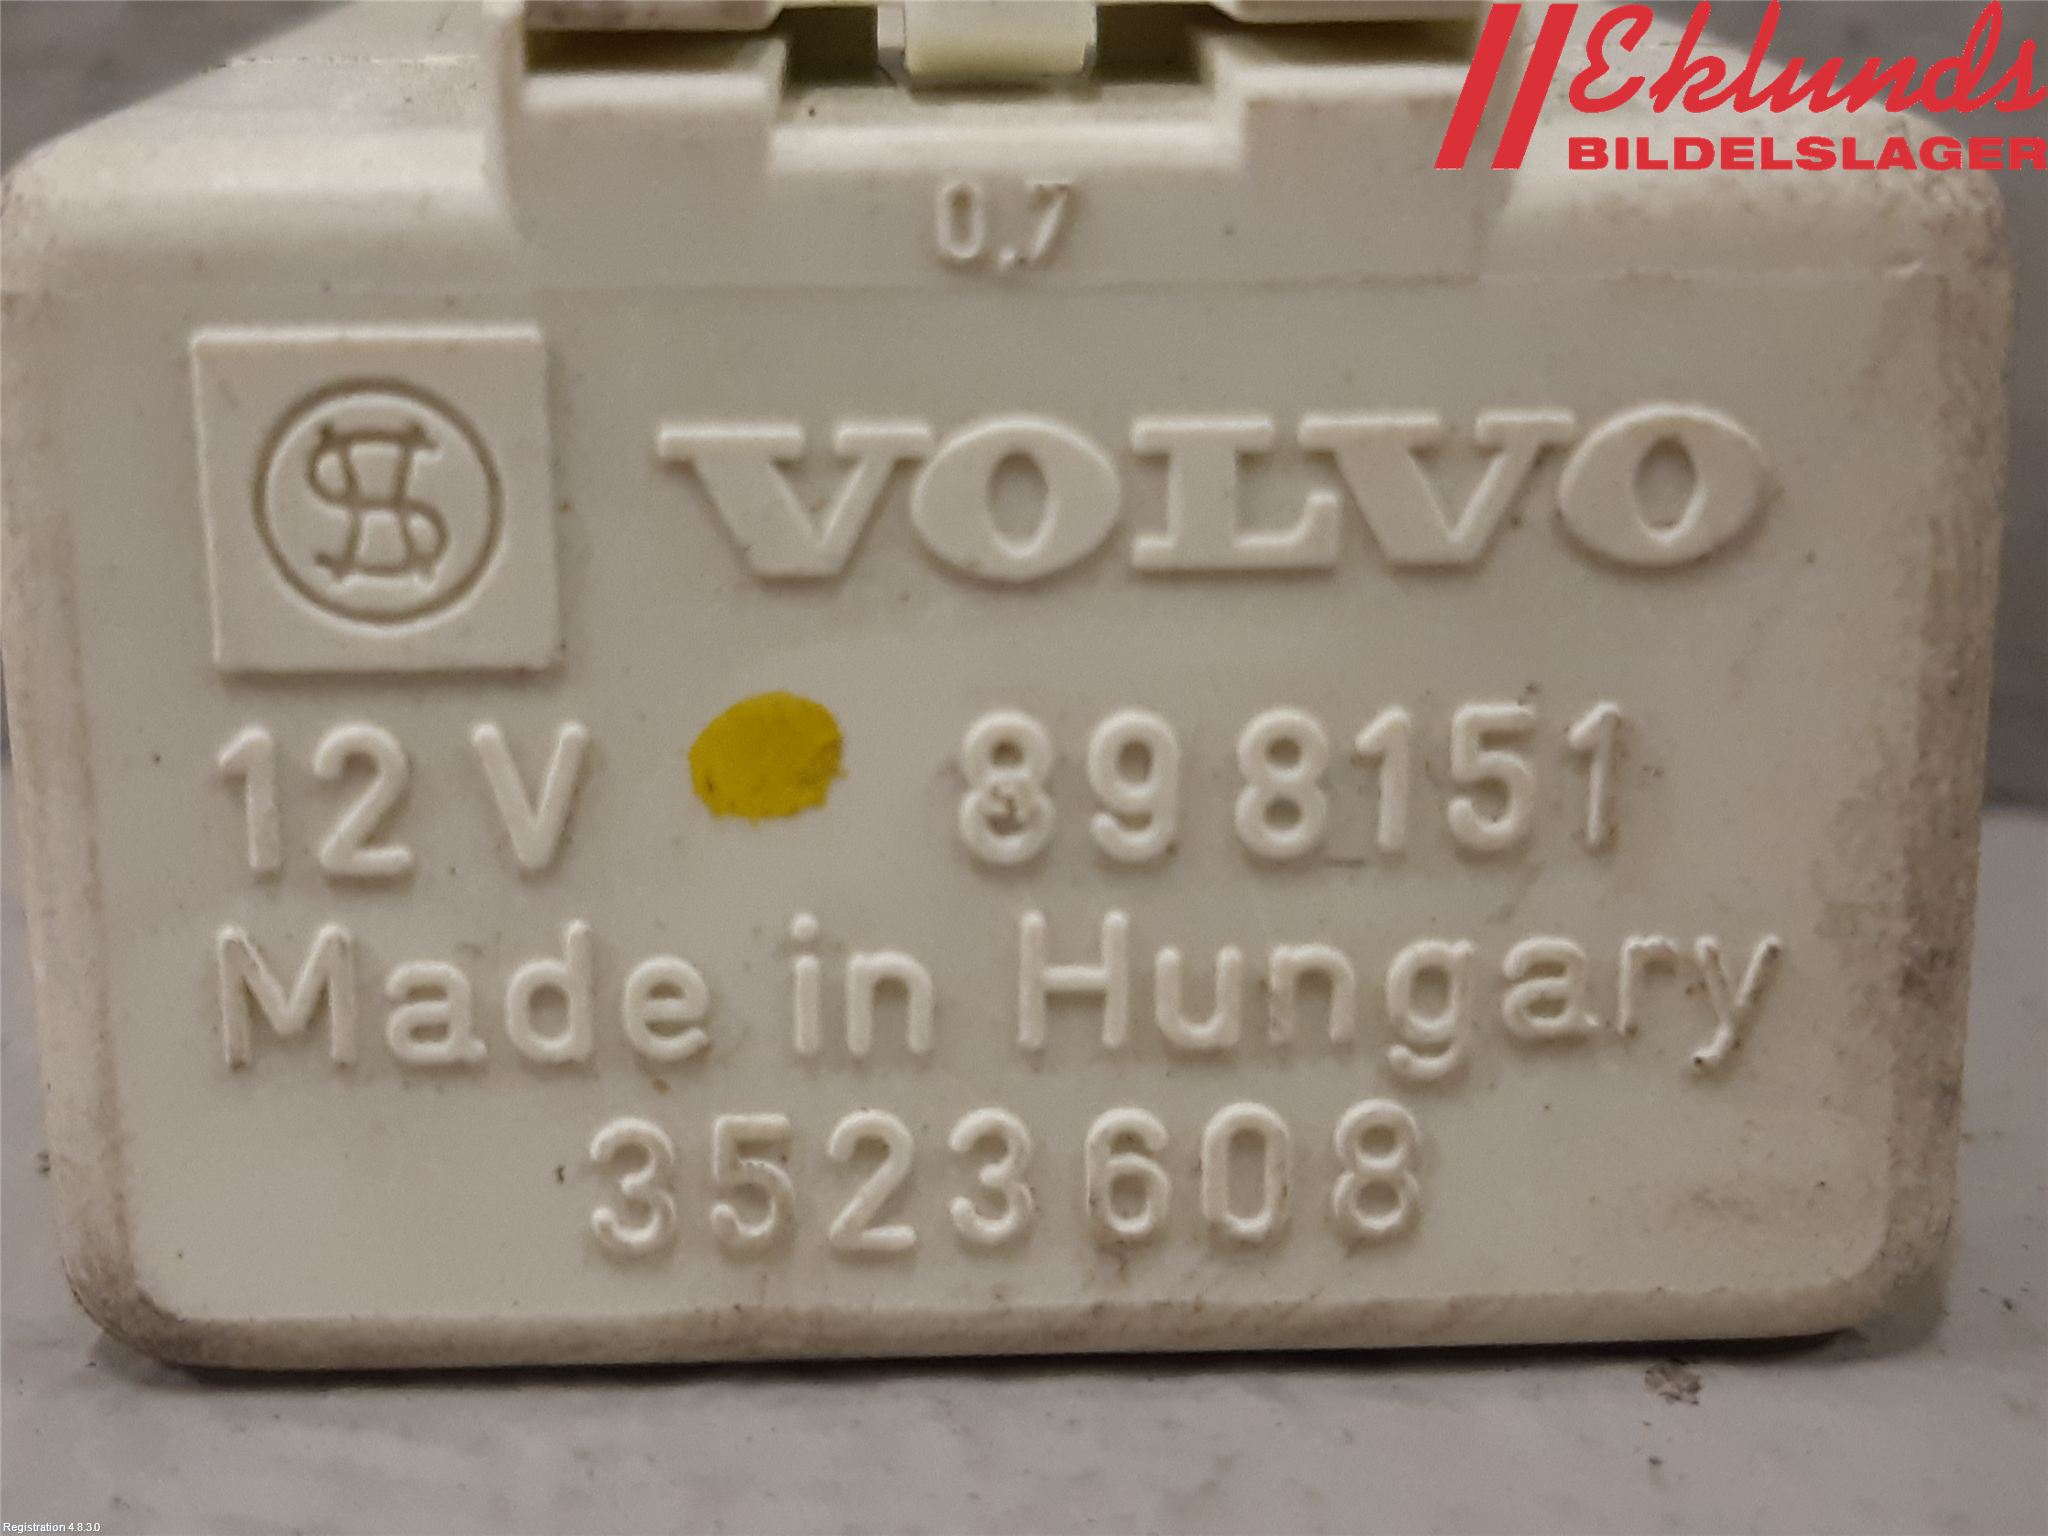 Eklunds
BILDELSLAGER
0,7
VOLVO
12 V 898151
Made in Hungary
3523608
Registration 4.8.3.0